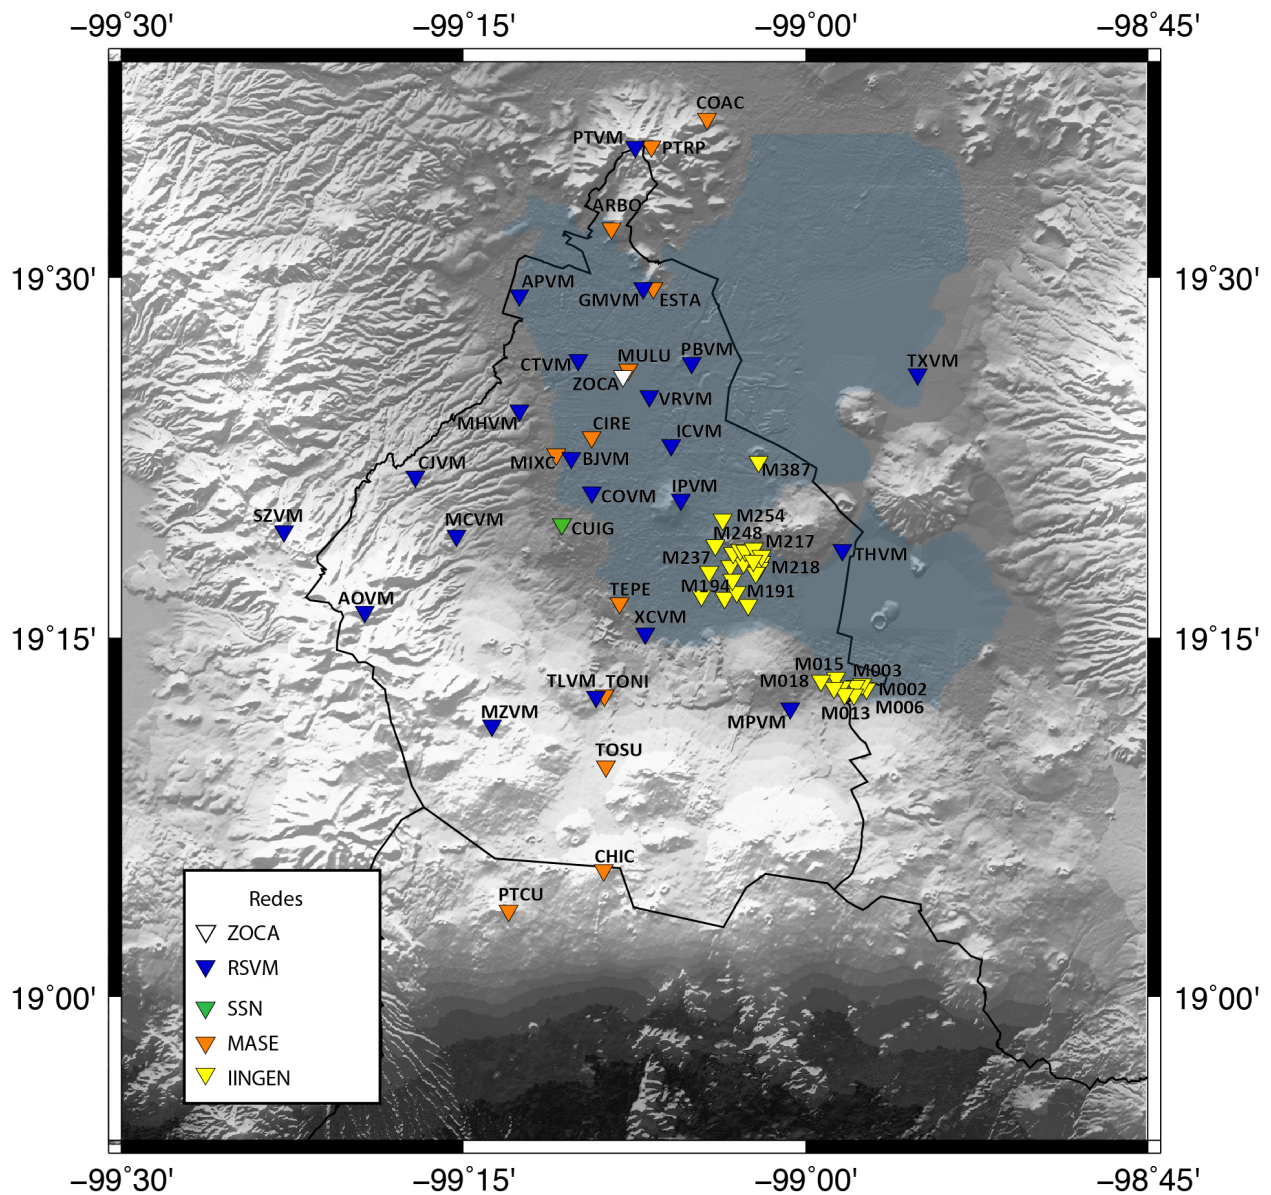 −99˚30' −99˚15' −99˚00' −98˚45'
COAC
PTVM PTRP
ARBO
19˚30' 19˚30'
APVM
GMVM ESTA
MULU PBVM
CTVM TXVM
ZOCA
VRVM
MHVM CIRE ICVM
MIXC BJVM M387
CJVM
COVM IPVM
SZVM MCVM M254
CUIG M248
M217
M237 THVM
M218
TEPE M194 M191
AOVM
XCVM
19˚15' 19˚15'
M015 M003
TLVM TONI M018 M002
M006
MZVM MPVM M013
TOSU
CHIC
PTCU
Redes
ZOCA
RSVM
SSN
MASE
IINGEN
19˚00' 19˚00'
−99˚30' −99˚15' −99˚00' −98˚45'